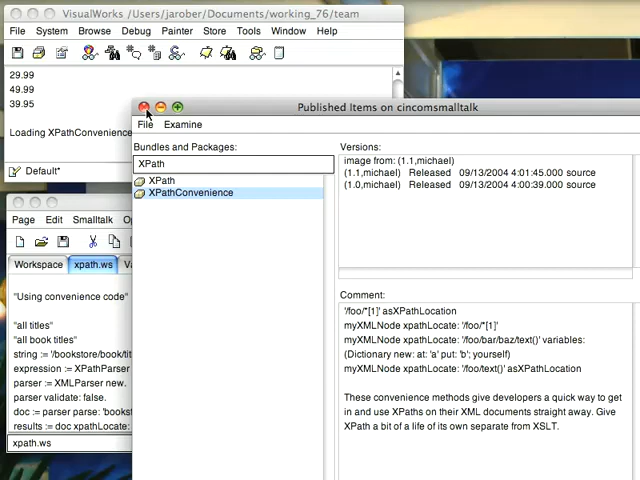 VisualWorks /Users/jarober/Documents/working_76/team
File System Browse Debug Painter Store Tools Window Help
29.99
49.99
39.95
Loading XPathConvenience
Default*
Page Edit Smalltalk
Workspace xpath.ws
"Using convenience code"
"all titles"
"all book titles"
string := '/bookstore/book/tit
expression := XPathParser
parser := XMLParser new.
parser validate: false.
doc := parser parse: 'books
results := doc xpathLocate:
xpath.ws
Published Items on cincomsmalltalk
File Examine
Bundles and Packages:
XPath
XPath
XPathConvenience
Versions:
image from: (1.1,michael)
(1.1,michael) Released 09/13/2004 4:01:45.000 source
(1.0,michael) Released 09/13/2004 4:00:39.000 source
Comment:
'/foo/*[1]' asXPathLocation
myXMLNode xpathLocate: '/foo/*[1]'
myXMLNode xpathLocate: '/foo/bar/baz/text()' variables:
(Dictionary new: at: 'a' put: 'b'; yourself)
myXMLNode xpathLocate: '/foo/text()' asXPathLocation
These convenience methods give developers a quick way to get
in and use XPaths on their XML documents straight away. Give
XPath a bit of a life of its own separate from XSLT.